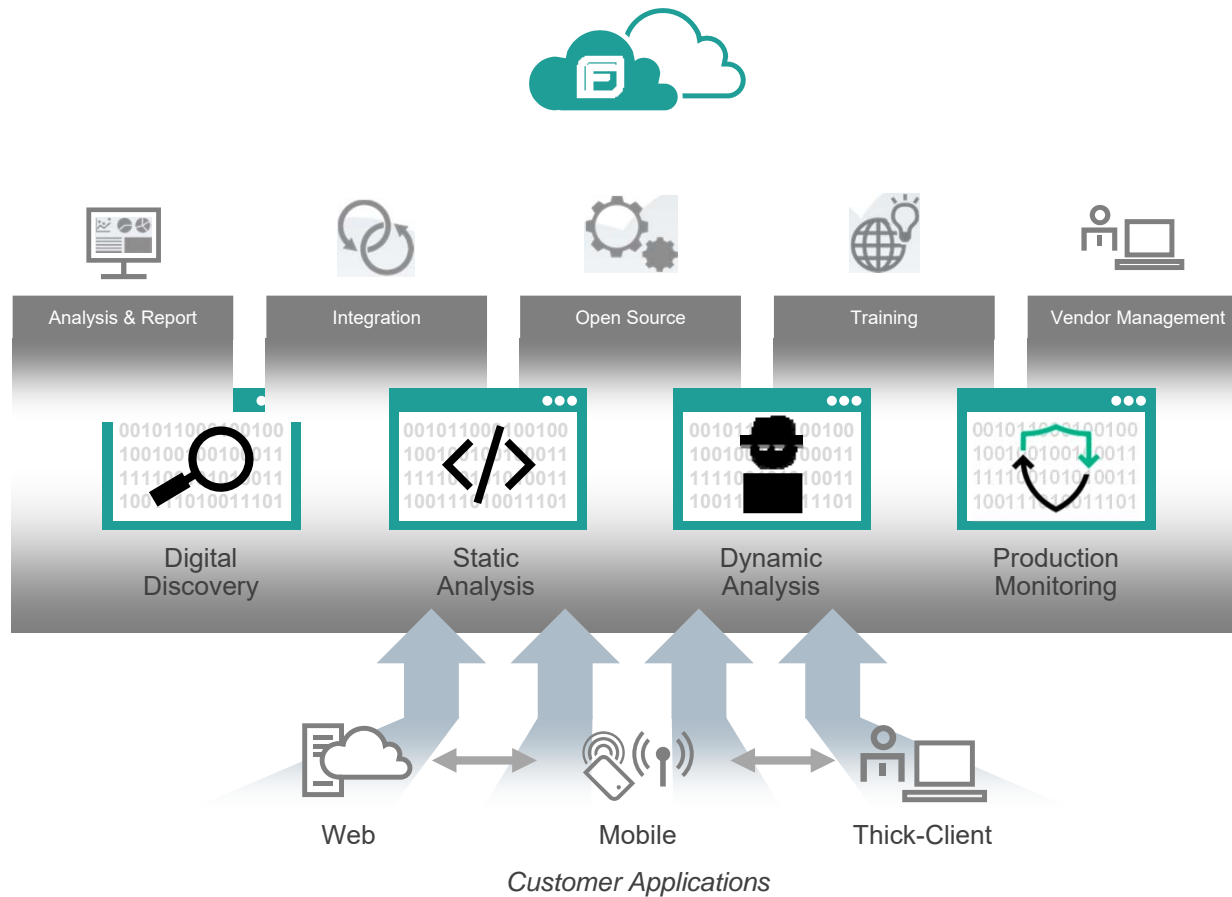 Analysis & Report
Integration
Open Source
Training
Vendor Management
Digital
Discovery
Static
Analysis
Dynamic
Analysis
Production
Monitoring
Web
Mobile
Thick-Client
Customer Applications